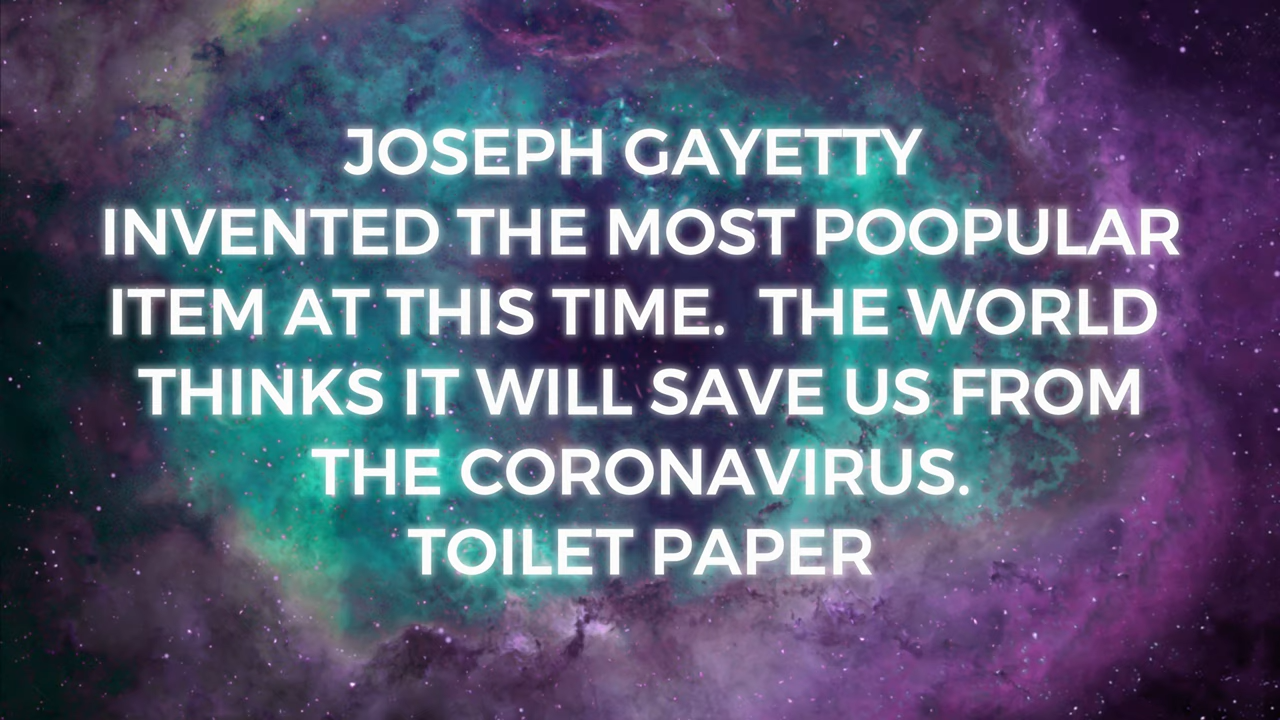 JOSEPH GAYETTY
INVENTED THE MOST POOPULAR
ITEM AT THIS TIME.  THE WORLD
THINKS IT WILL SAVE US FROM
THE CORONAVIRUS.
TOILET PAPER